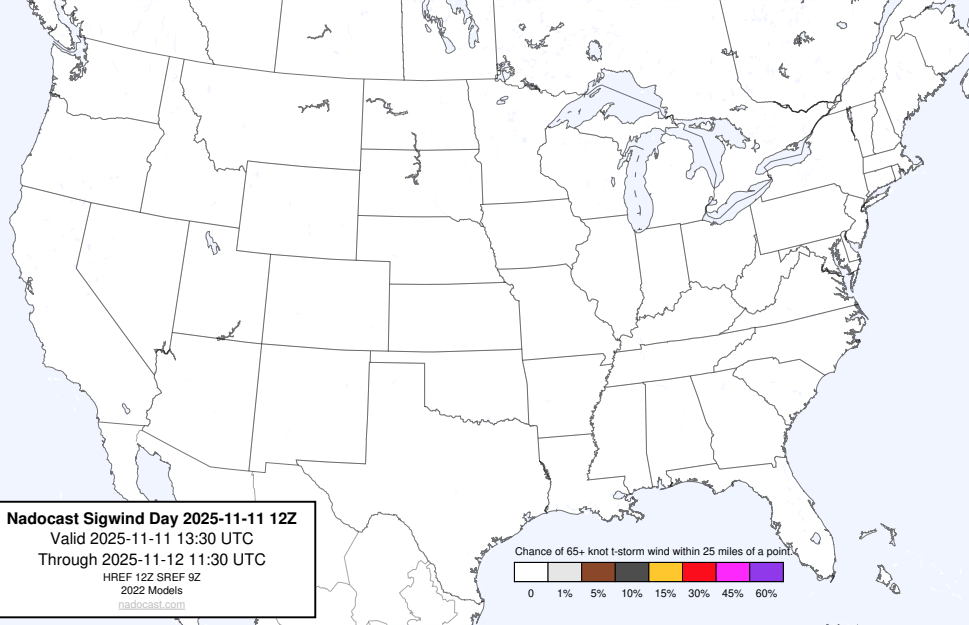 Nadocast Sigwind Day 2025-11-11 12Z
Valid 2025-11-11 13:30 UTC
Through 2025-11-12 11:30 UTC
HREF 12Z SREF 9Z
2022 Models
nadocast.com
Chance of 65+ knot t-storm wind within 25 miles of a point.
0 1% 5% 10% 15% 30% 45% 60%